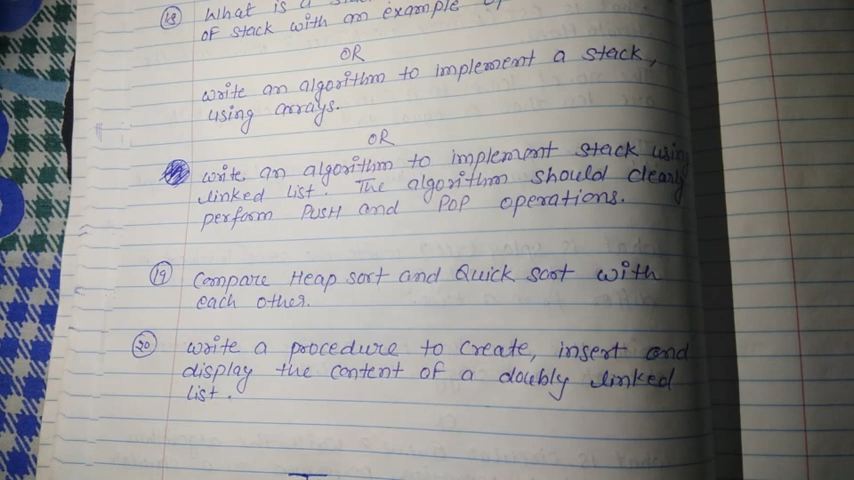 (18) What is a
of stack with an example
OR
write an algorithm to implement a stack,
using arrays.
OR
write an algorithm to implement stack using
linked list. The algorithm should clearly
perform PUSH and POP operations.
(19) Compare Heap sort and Quick sort with
each other.
(20) write a procedure to create, insert and
display the content of a doubly linked
list.